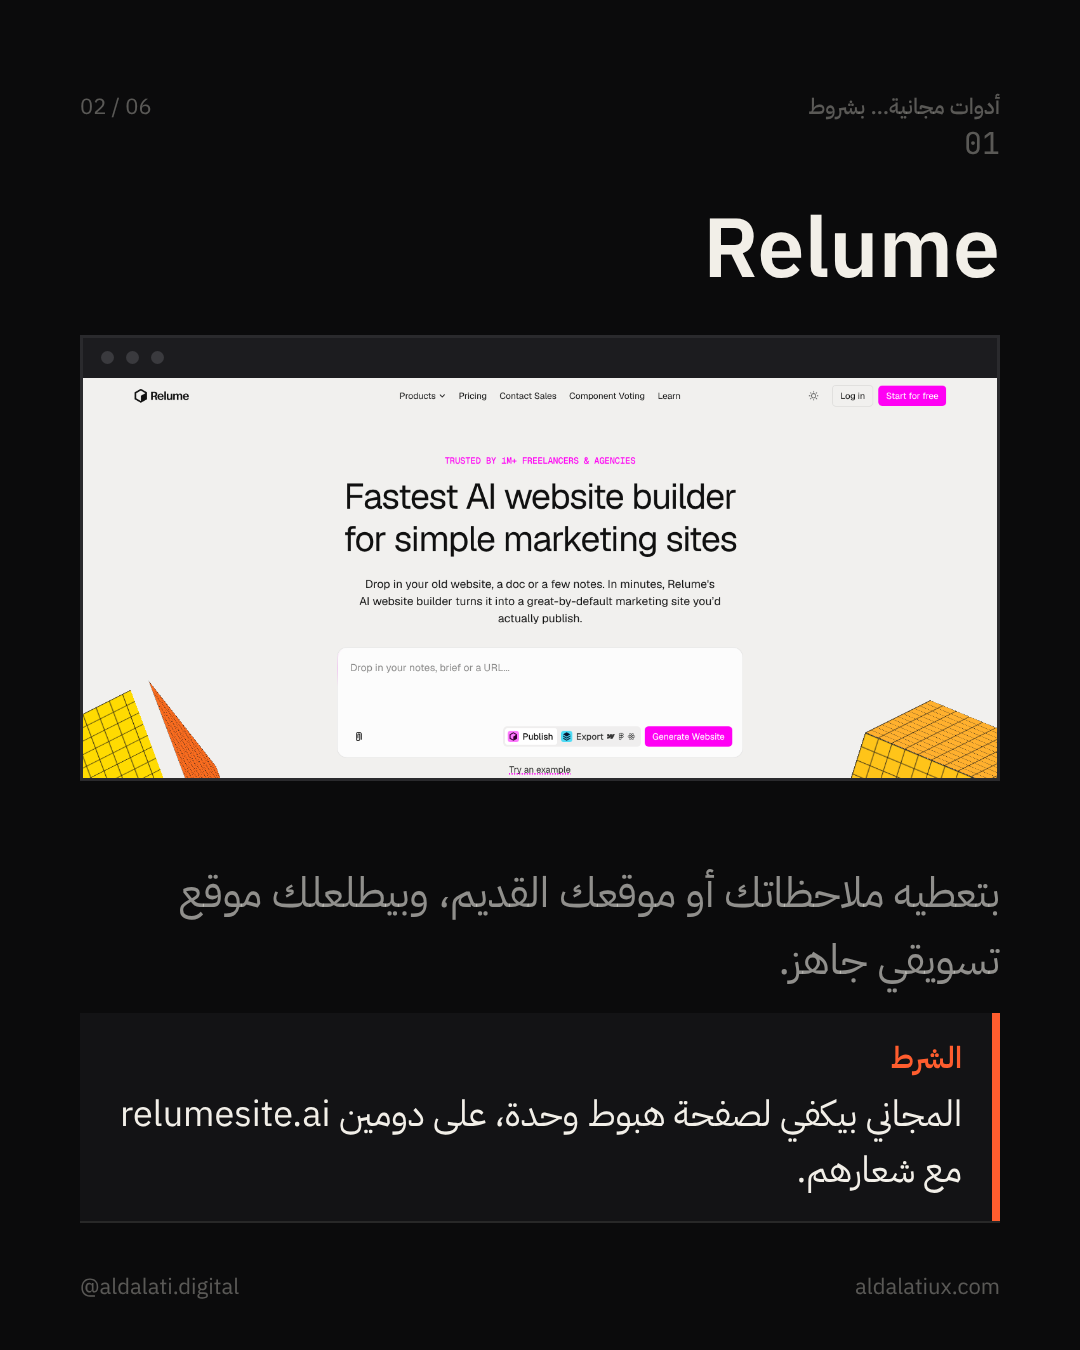 أدوات مجانية... بشروط
02 / 06
01
Relume
Relume
Products
Pricing
Contact Sales
Component Voting
Learn
Log in
Start for free
TRUSTED BY 1M+ FREELANCERS & AGENCIES
Fastest AI website builder
for simple marketing sites
Drop in your old website, a doc or a few notes. In minutes, Relume's
AI website builder turns it into a great-by-default marketing site you'd
actually publish.
Drop in your notes, brief or a URL...
Publish
Export
Generate Website
Try an example
بتعطيه ملاحظاتك أو موقعك القديم، وبيطلعلك موقع
تسويقي جاهز.
الشرط
المجاني بيكفي لصفحة هبوط وحدة، على دومين relumesite.ai
مع شعارهم.
@aldalati.digital
aldalatiux.com